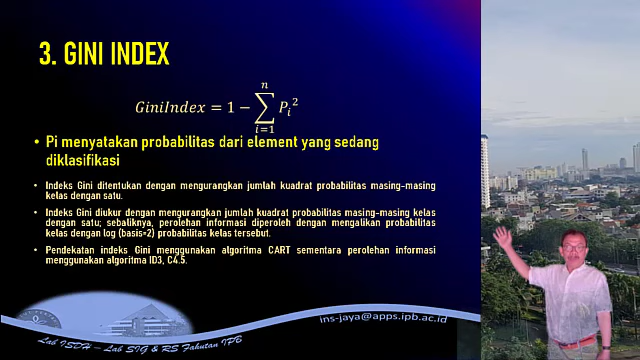 3. GINI INDEX
GiniIndex = 1 − ∑ᵢ₌₁ⁿ Pᵢ²
• Pi menyatakan probabilitas dari element yang sedang
diklasifikasi
• Indeks Gini ditentukan dengan mengurangkan jumlah kuadrat probabilitas masing-masing
kelas dengan satu.
• Indeks Gini diukur dengan mengurangkan jumlah kuadrat probabilitas masing-masing kelas
dengan satu; sebaliknya, perolehan informasi diperoleh dengan mengalikan probabilitas
kelas dengan log (basis=2) probabilitas kelas tersebut.
• Pendekatan indeks Gini menggunakan algoritma CART sementara perolehan informasi
menggunakan algoritma ID3, C4.5.
Lab ISDH – Lab SIG & RS Fahutan IPB
ins-jaya@apps.ipb.ac.id